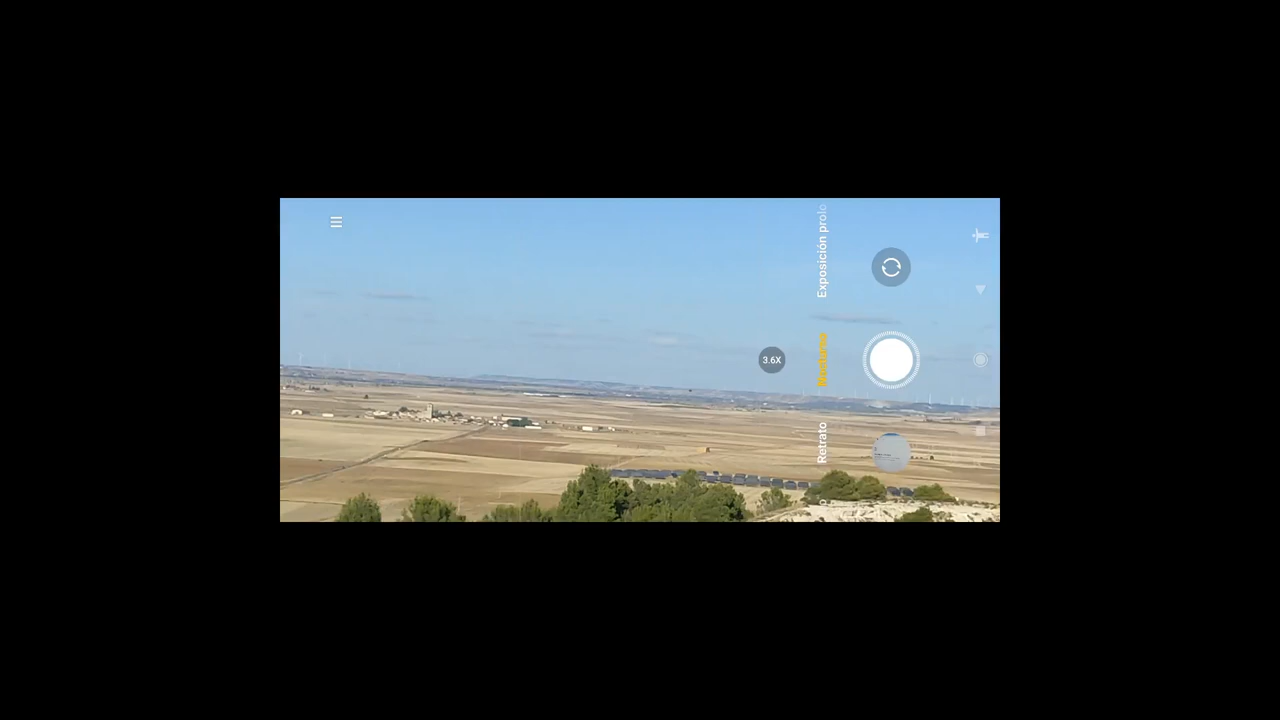 Exposición prolo
Nocturno
Retrato
3.6X